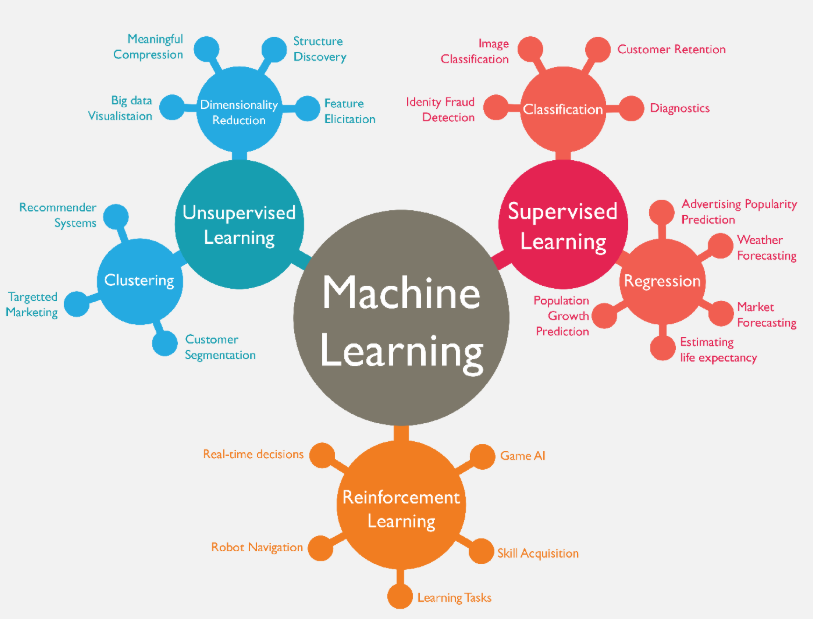 Meaningful
Compression
Structure
Discovery
Big data
Visualistaion
Dimensionality
Reduction
Feature
Elicitation
Unsupervised
Learning
Recommender
Systems
Clustering
Targetted
Marketing
Customer
Segmentation
Machine
Learning
Image
Classification
Customer Retention
Idenity Fraud
Detection
Classification
Diagnostics
Supervised
Learning
Advertising Popularity
Prediction
Weather
Forecasting
Regression
Population
Growth
Prediction
Market
Forecasting
Estimating
life expectancy
Real-time decisions
Game AI
Reinforcement
Learning
Robot Navigation
Skill Acquisition
Learning Tasks